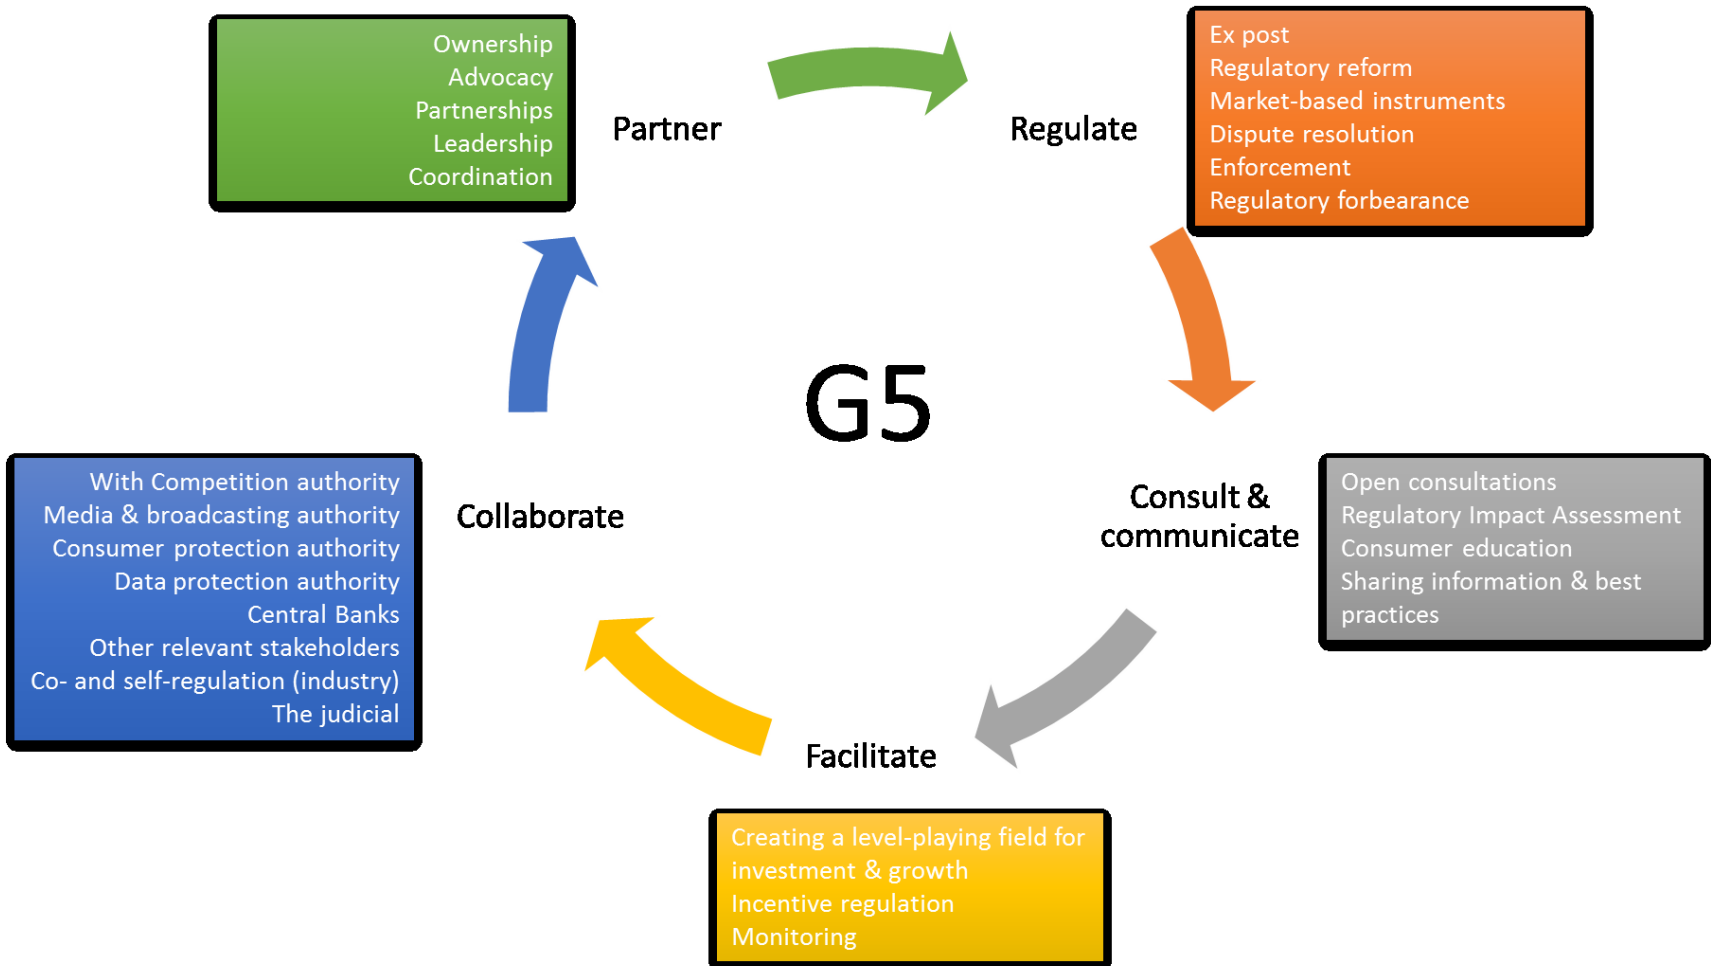 Ownership
Advocacy
Partnerships
Leadership
Coordination
Partner
Regulate
Ex post
Regulatory reform
Market-based instruments
Dispute resolution
Enforcement
Regulatory forbearance
G5
With Competition authority
Media & broadcasting authority
Consumer protection authority
Data protection authority
Central Banks
Other relevant stakeholders
Co- and self-regulation (industry)
The judicial
Collaborate
Consult &
communicate
Open consultations
Regulatory Impact Assessment
Consumer education
Sharing information & best
practices
Facilitate
Creating a level-playing field for
investment & growth
Incentive regulation
Monitoring